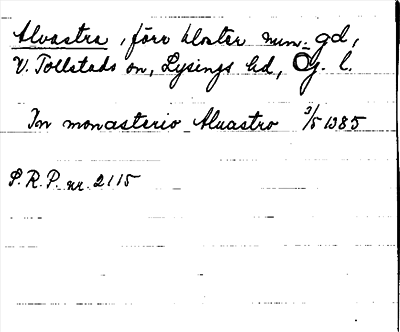 Alvastra, förr kloster num. gd,
V. Tollstads sn, Lysings hd, Ög. l.
In monasterio Aluastro 3/5 1385
S.R.P. nr. 2115